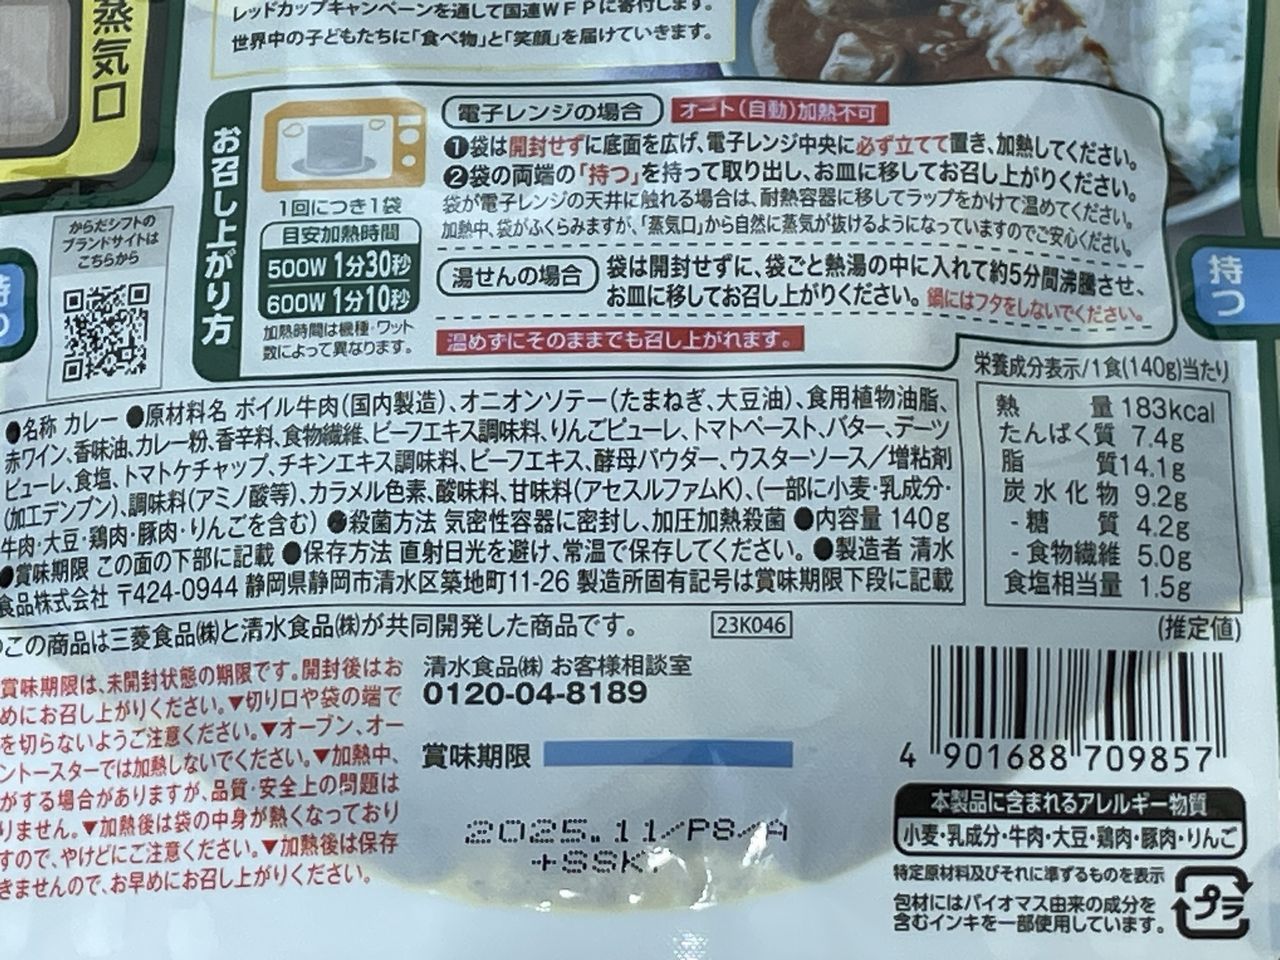 レッドカップキャンペーンを通して国連WFPに寄付します。
世界中の子どもたちに「食べ物」と「笑顔」を届けていきます。
蒸気口
お召し上がり方
電子レンジの場合 オート(自動)加熱不可
❶袋は開封せずに底面を広げ、電子レンジ中央に必ず立てて置き、加熱してください。
❷袋の両端の「持つ」を持って取り出し、お皿に移してお召し上がりください。
袋が電子レンジの天井に触れる場合は、耐熱容器に移してラップをかけて温めてください。
加熱中、袋がふくらみますが、「蒸気口」から自然に蒸気が抜けるようになっていますのでご安心ください。
1回につき1袋
目安加熱時間
500W 1分30秒
600W 1分10秒
加熱時間は機種・ワット
数によって異なります。
湯せんの場合 袋は開封せずに、袋ごと熱湯の中に入れて約5分間沸騰させ、
お皿に移してお召し上がりください。鍋にはフタをしないでください。
温めずにそのままでも召し上がれます。
からだシフトの
ブランドサイトは
こちらから
持つ
持つ
●名称 カレー ●原材料名 ボイル牛肉(国内製造)、オニオンソテー(たまねぎ、大豆油)、食用植物油脂、
赤ワイン、香味油、カレー粉、香辛料、食物繊維、ビーフエキス調味料、りんごピューレ、トマトペースト、バター、デーツ
ピューレ、食塩、トマトケチャップ、チキンエキス調味料、ビーフエキス、酵母パウダー、ウスターソース/増粘剤
(加工デンプン)、調味料(アミノ酸等)、カラメル色素、酸味料、甘味料(アセスルファムK)、(一部に小麦・乳成分・
牛肉・大豆・鶏肉・豚肉・りんごを含む) ●殺菌方法 気密性容器に密封し、加圧加熱殺菌 ●内容量 140g
●賞味期限 この面の下部に記載 ●保存方法 直射日光を避け、常温で保存してください。 ●製造者 清水
食品株式会社 〒424-0944 静岡県静岡市清水区築地町11-26 製造所固有記号は賞味期限下段に記載
栄養成分表示/1食(140g)当たり
熱量 183kcal
たんぱく質 7.4g
脂質 14.1g
炭水化物 9.2g
-糖質 4.2g
-食物繊維 5.0g
食塩相当量 1.5g
(推定値)
この商品は三菱食品㈱と清水食品㈱が共同開発した商品です。
23K046
賞味期限は、未開封状態の期限です。開封後はお
めにお召し上がりください。▼切り口や袋の端で
を切らないようご注意ください。▼オーブン、オー
ントースターでは加熱しないでください。▼加熱中、
がする場合がありますが、品質・安全上の問題は
りません。▼加熱後は袋の中身が熱くなっており
すので、やけどにご注意ください。▼加熱後は保存
きませんので、お早めにお召し上がりください。
清水食品㈱ お客様相談室
0120-04-8189
賞味期限
2025.11/P8/A
+SSK.
4 901688 709857
本製品に含まれるアレルギー物質
小麦・乳成分・牛肉・大豆・鶏肉・豚肉・りんご
特定原材料及びそれに準ずるものを表示
包材にはバイオマス由来の成分を
含むインキを一部使用しています。
プラ